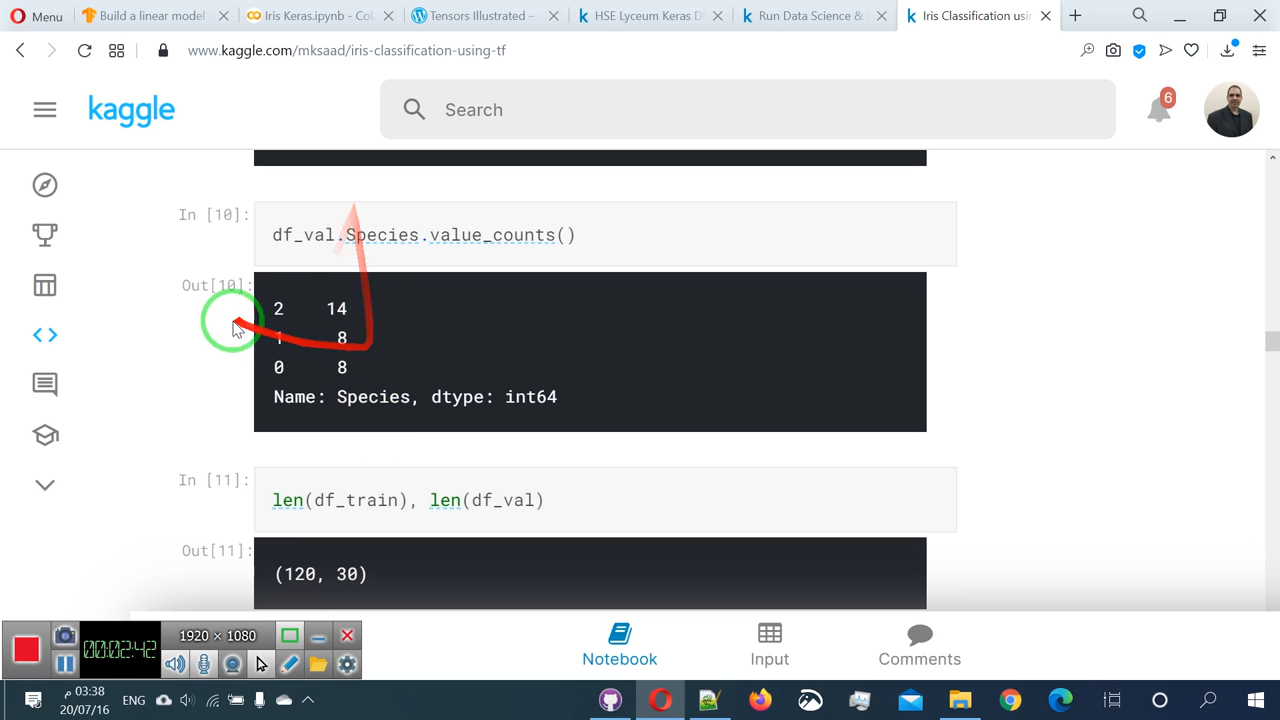 Menu
Build a linear model
Iris Keras.ipynb - Col
Tensors Illustrated –
HSE Lyceum Keras D
Run Data Science &
Iris Classification usin
www.kaggle.com/mksaad/iris-classification-using-tf
kaggle
Search
6
In [10]:
df_val.Species.value_counts()
Out[10]:
2 14
1 8
0 8
Name: Species, dtype: int64
In [11]:
len(df_train), len(df_val)
Out[11]:
(120, 30)
00:02:42
1920 × 1080
Notebook
Input
Comments
ENG
03:38 م
20/07/16